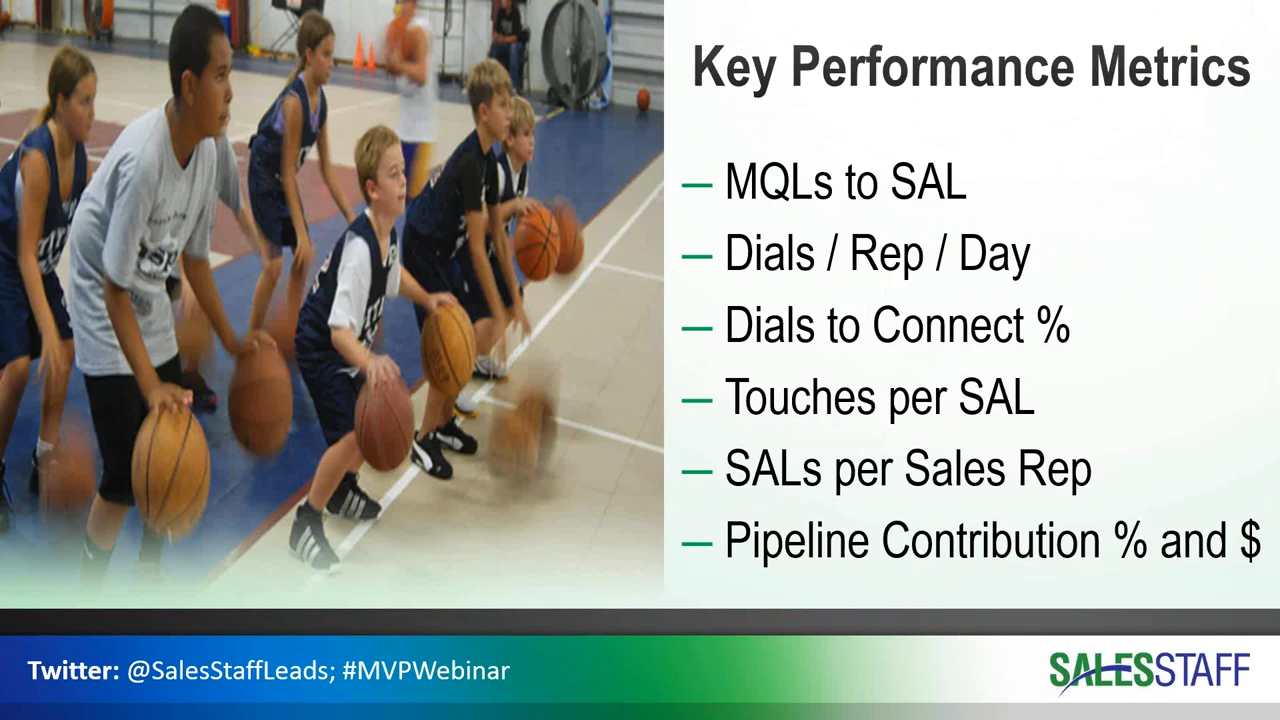 Key Performance Metrics
— MQLs to SAL
— Dials / Rep / Day
— Dials to Connect %
— Touches per SAL
— SALs per Sales Rep
— Pipeline Contribution % and $
Twitter: @SalesStaffLeads; #MVPWebinar
SALESSTAFF